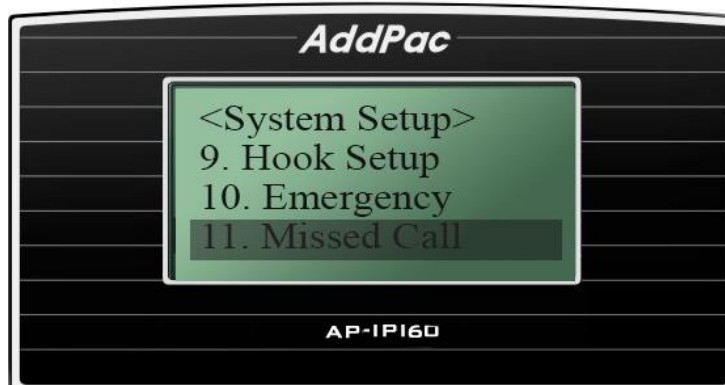 AddPac
<System Setup>
9. Hook Setup
10. Emergency
11. Missed Call
AP-IP160